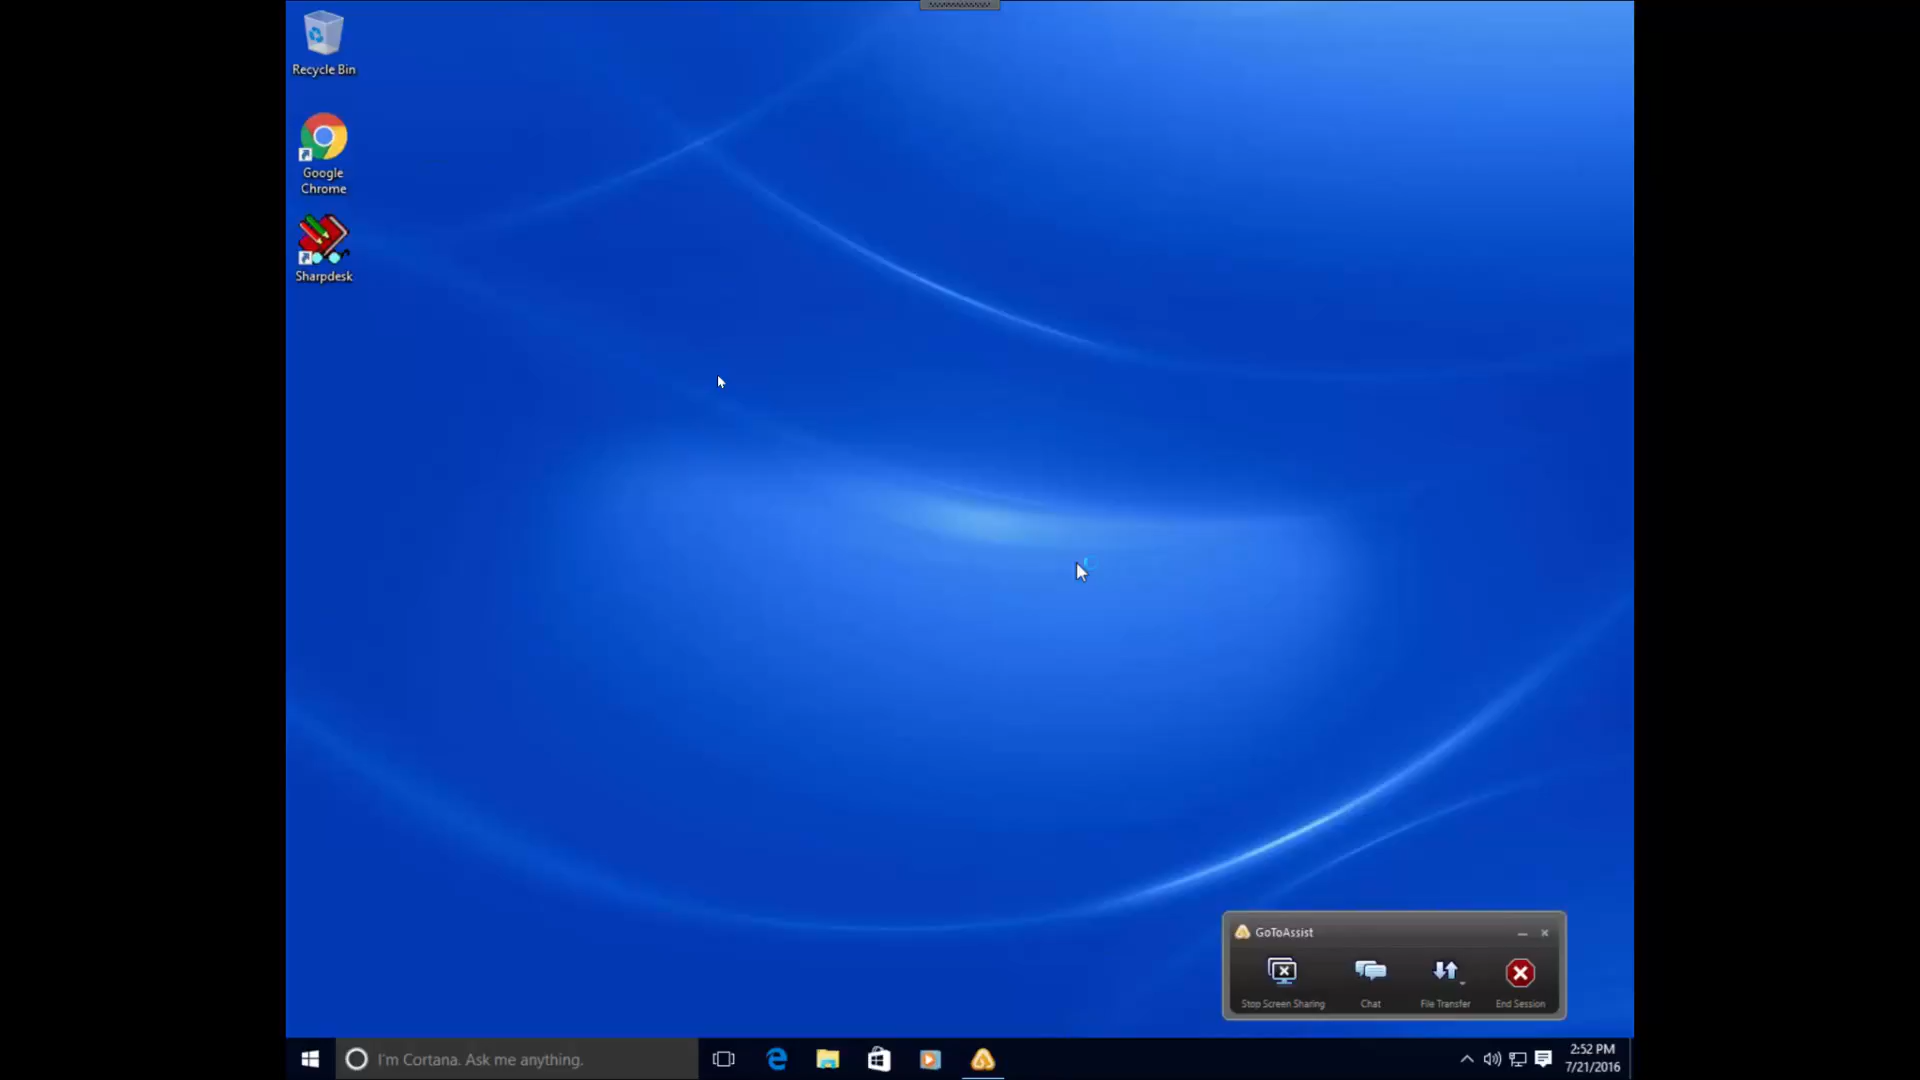 Recycle Bin
Google
Chrome
Sharpdesk
GoToAssist
Stop Screen Sharing
Chat
File Transfer
End Session
I'm Cortana. Ask me anything.
2:52 PM
7/21/2016